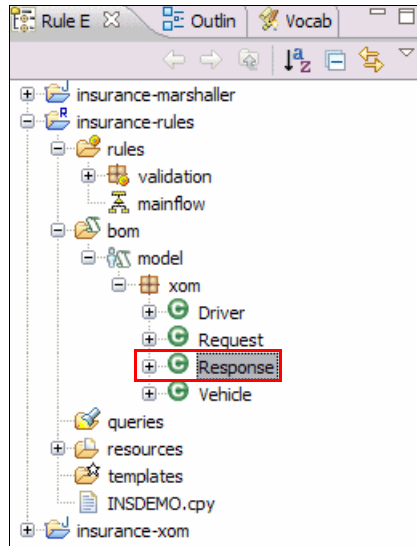 Rule E Outlin Vocab
insurance-marshaller
insurance-rules
rules
validation
mainflow
bom
model
xom
Driver
Request
Response
Vehicle
queries
resources
templates
INSDEMO.cpy
insurance-xom